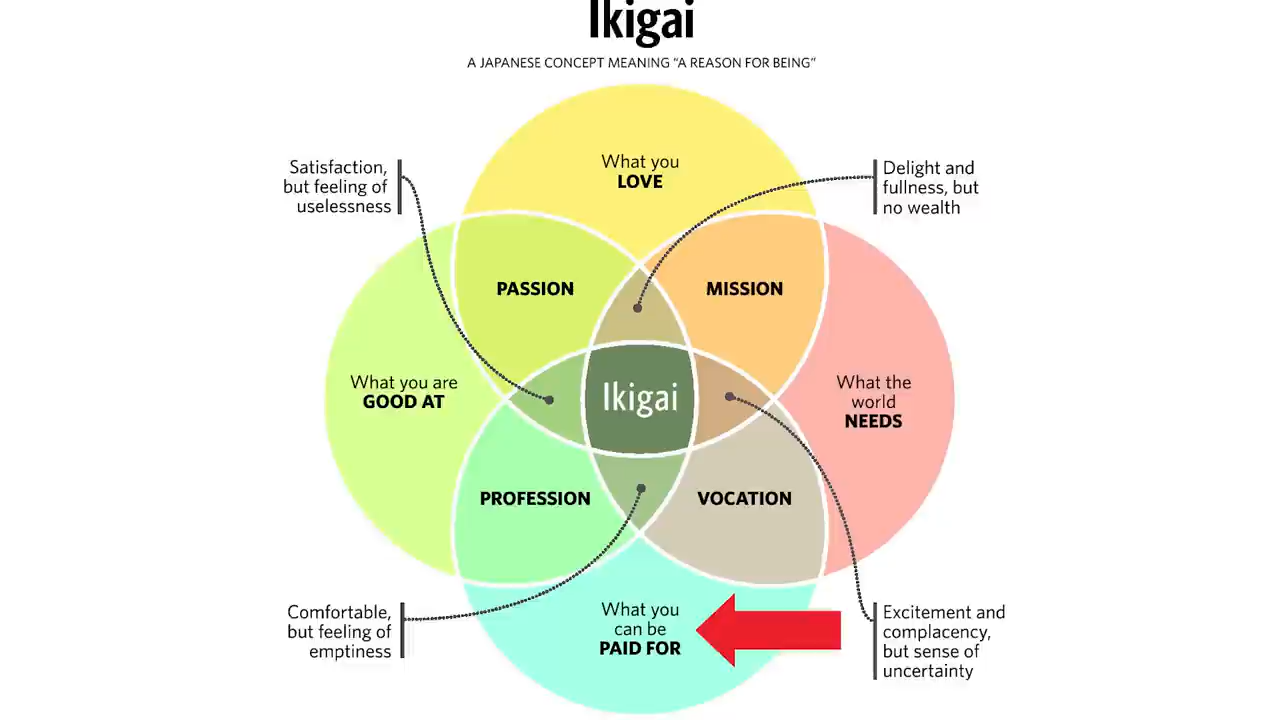 Ikigai
A JAPANESE CONCEPT MEANING “A REASON FOR BEING”
Satisfaction,
but feeling of
uselessness
What you
LOVE
Delight and
fullness, but
no wealth
PASSION
MISSION
What you are
GOOD AT
Ikigai
What the
world
NEEDS
PROFESSION
VOCATION
Comfortable,
but feeling of
emptiness
What you
can be
PAID FOR
Excitement and
complacency,
but sense of
uncertainty